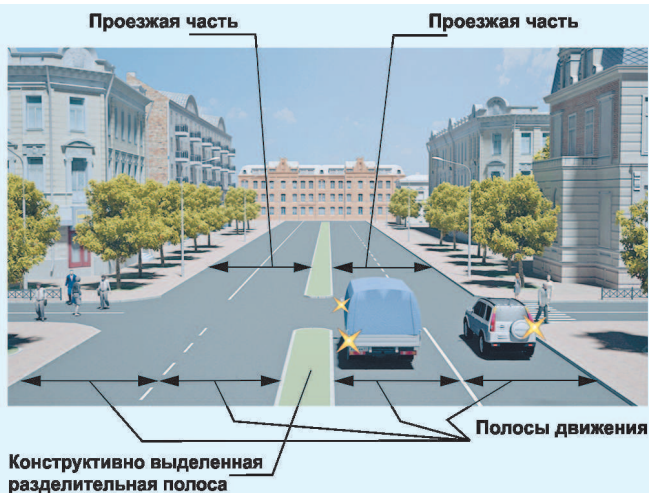 Проезжая часть
Проезжая часть
Полосы движения
Конструктивно выделенная
разделительная полоса